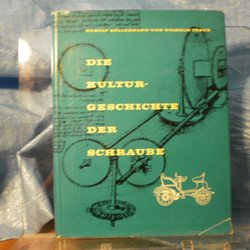 RUDOLF KELLERMANN UND WILHELM TREUE
DIE
KULTUR-
GESCHICHTE
DER
SCHRAUBE